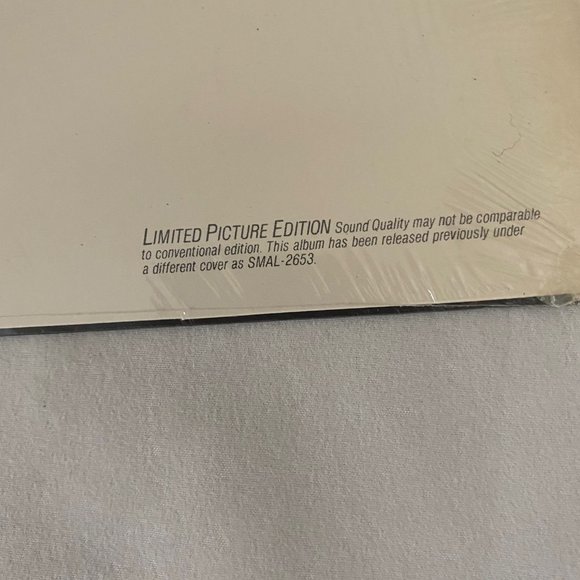 LIMITED PICTURE EDITION Sound Quality may not be comparable
to conventional edition. This album has been released previously under
a different cover as SMAL-2653.